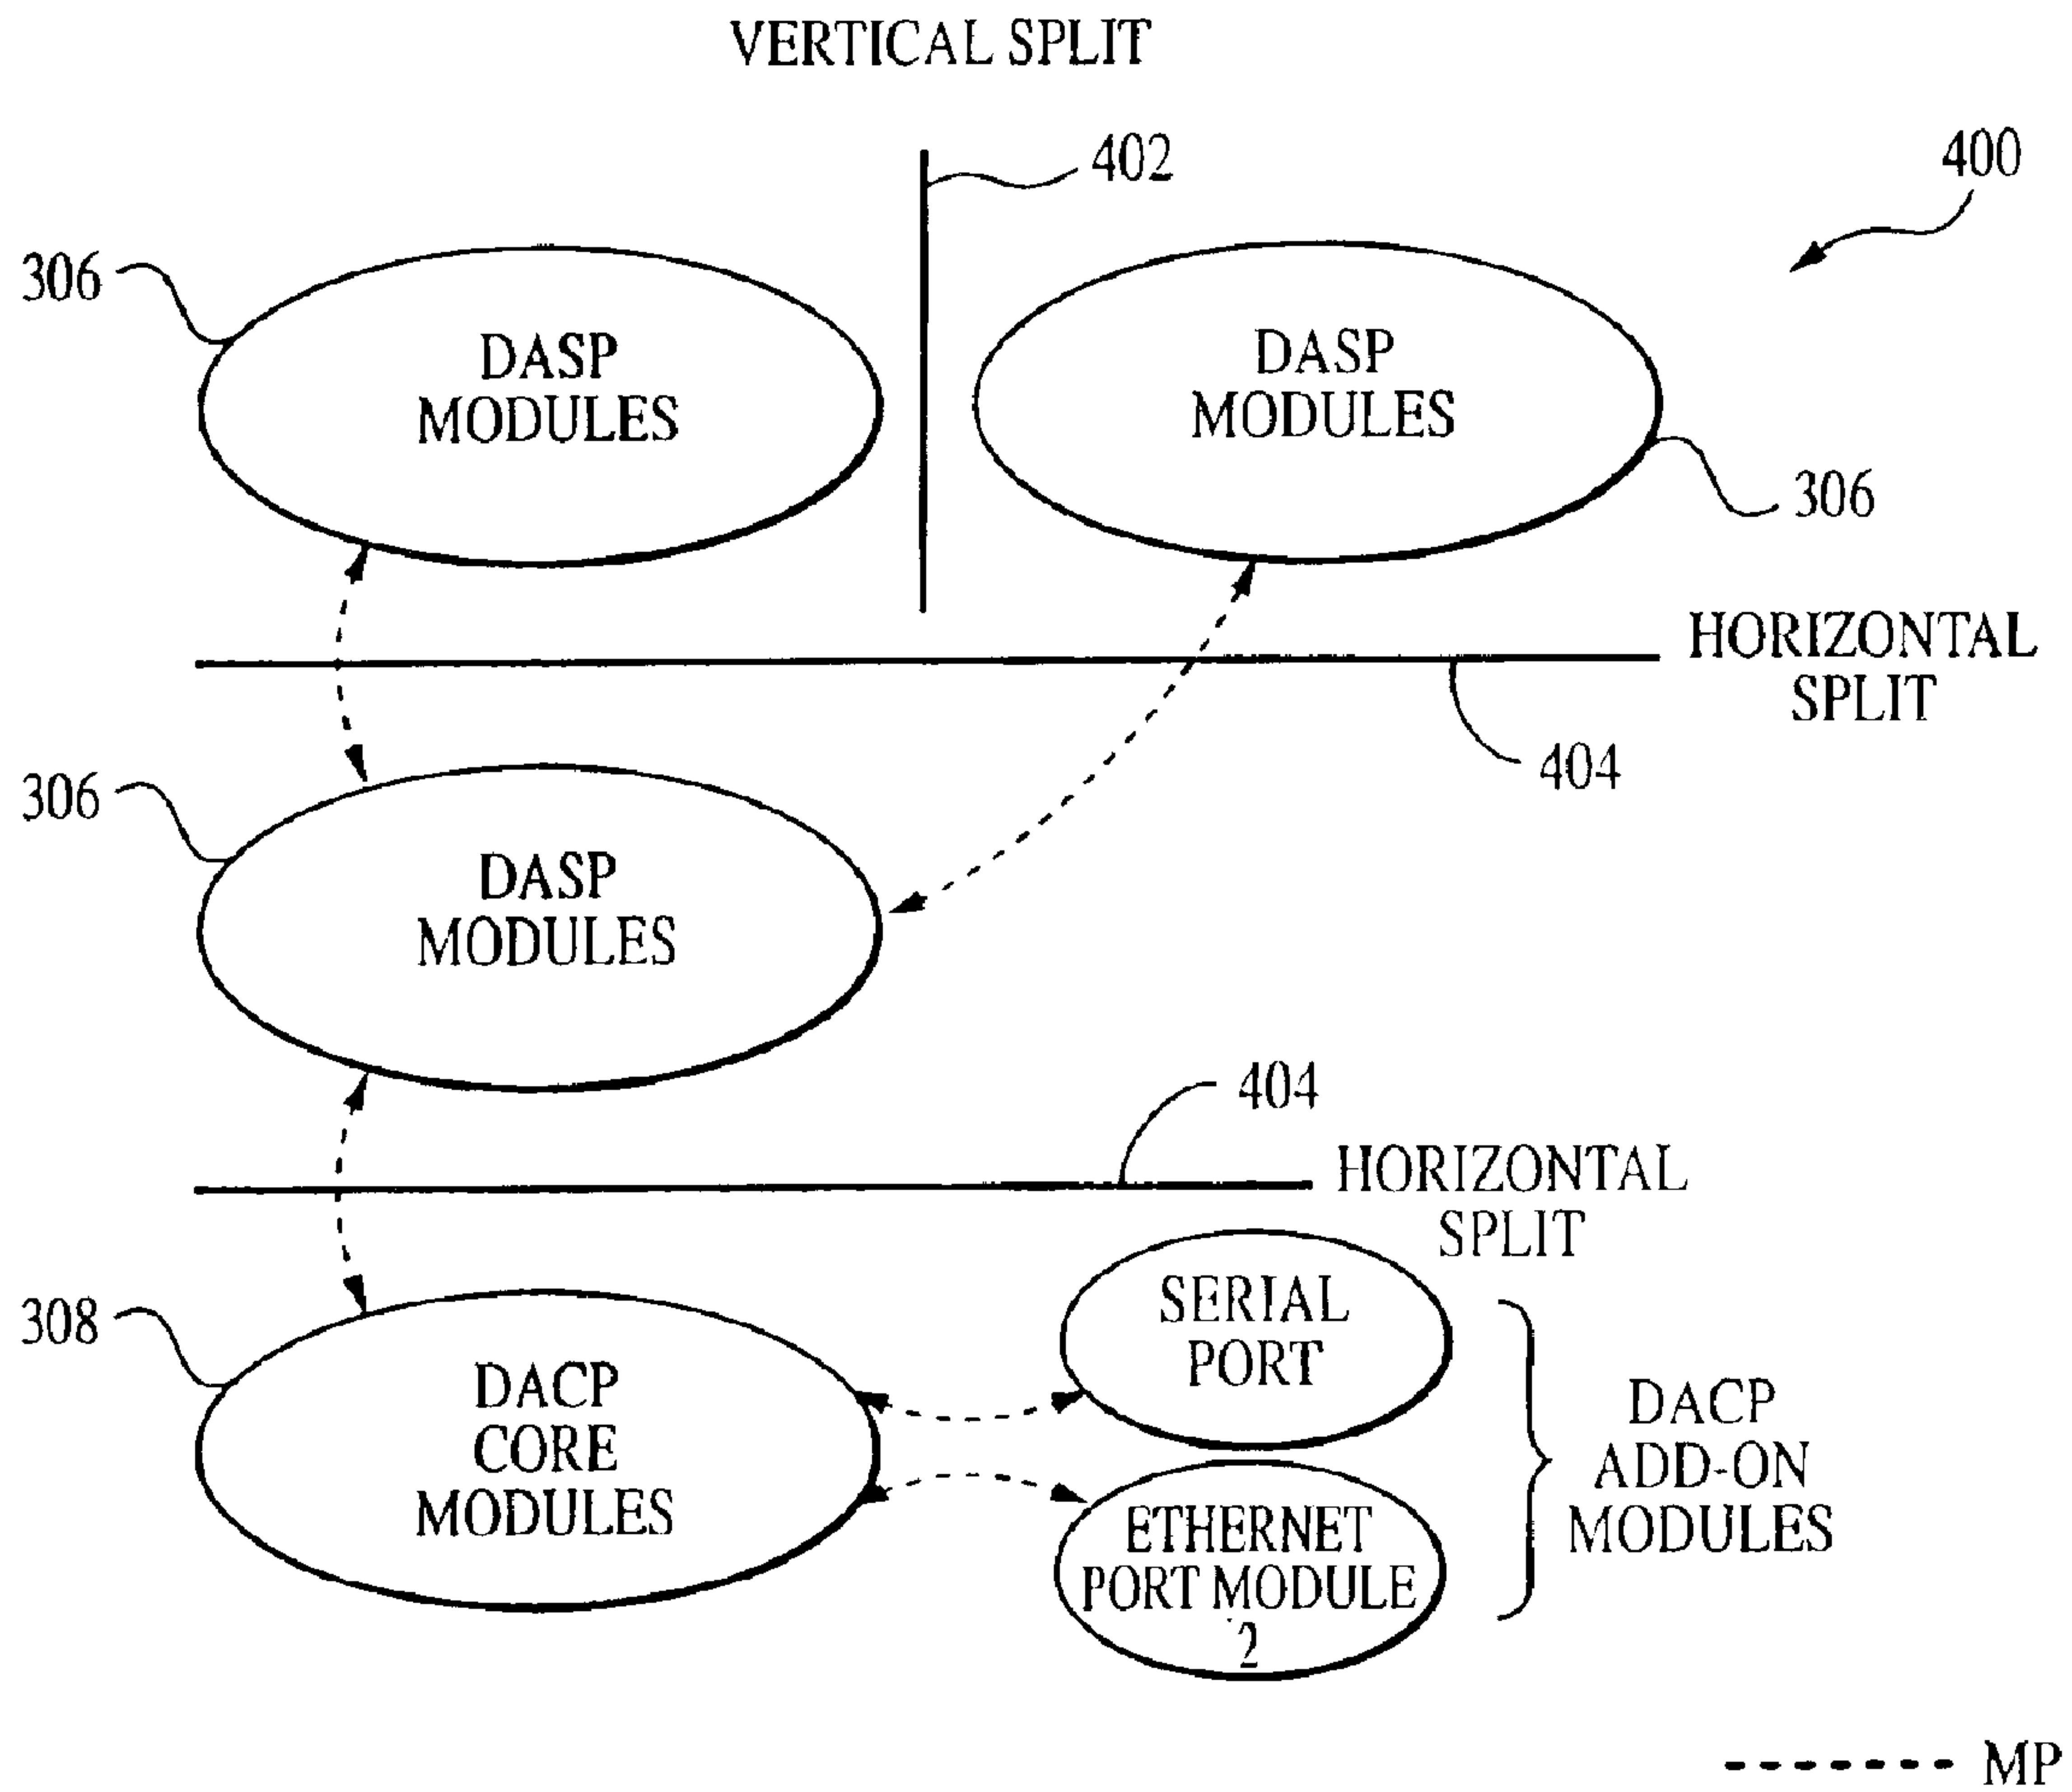 VERTICAL SPLIT
402
400
306
DASP
MODULES
DASP
MODULES
306
HORIZONTAL
SPLIT
404
306
DASP
MODULES
404
HORIZONTAL
SPLIT
308
DACP
CORE
MODULES
SERIAL
PORT
ETHERNET
PORT MODULE
2
DACP
ADD-ON
MODULES
MP